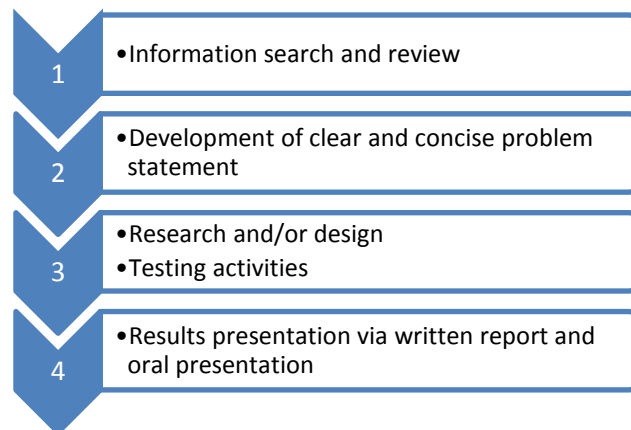 1
•Information search and review
2
•Development of clear and concise problem
statement
3
•Research and/or design
•Testing activities
4
•Results presentation via written report and
oral presentation